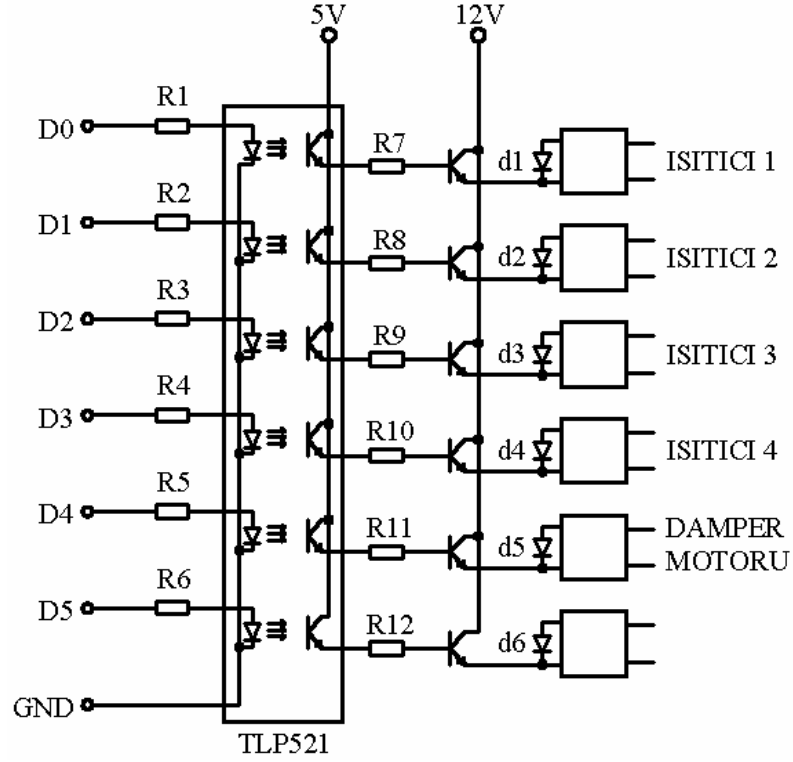 5V
12V
D0
R1
R7
d1
ISITICI 1
D1
R2
R8
d2
ISITICI 2
D2
R3
R9
d3
ISITICI 3
D3
R4
R10
d4
ISITICI 4
D4
R5
R11
d5
DAMPER
MOTORU
D5
R6
R12
d6
GND
TLP521